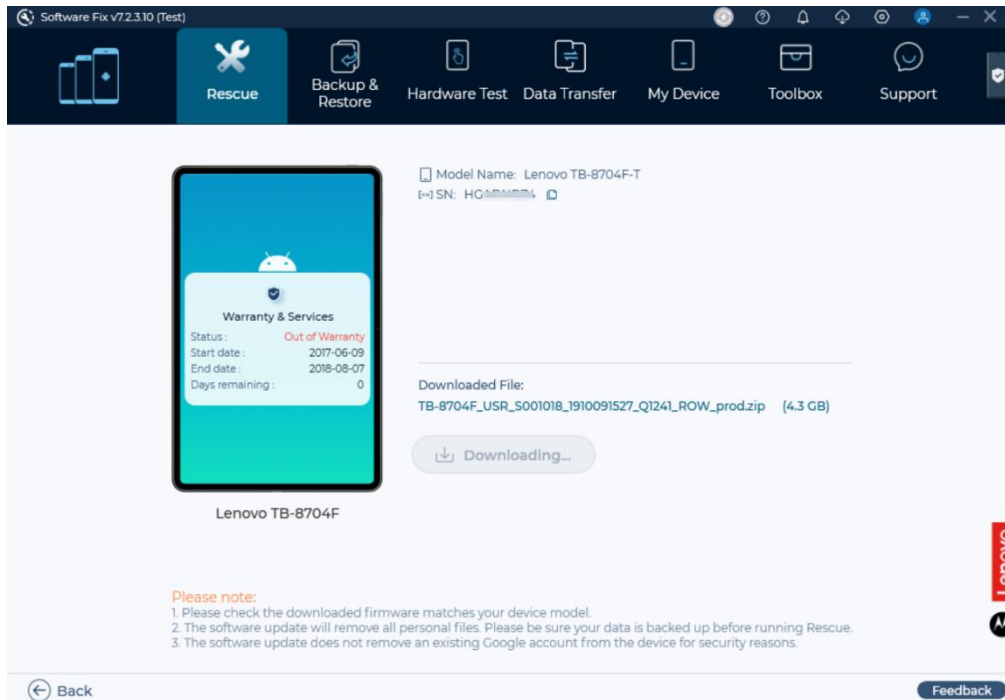 Software Fix v7.2.3.10 (Test)
Rescue
Backup &
Restore
Hardware Test
Data Transfer
My Device
Toolbox
Support
Model Name: Lenovo TB-8704F-T
SN:
Warranty & Services
Status : Out of Warranty
Start date : 2017-06-09
End date : 2018-08-07
Days remaining : 0
Lenovo TB-8704F
Downloaded File:
TB-8704F_USR_S001018_1910091527_Q1241_ROW_prod.zip (4.3 GB)
Downloading...
Lenovo
Please note:
1. Please check the downloaded firmware matches your device model.
2. The software update will remove all personal files. Please be sure your data is backed up before running Rescue.
3. The software update does not remove an existing Google account from the device for security reasons.
Back
Feedback